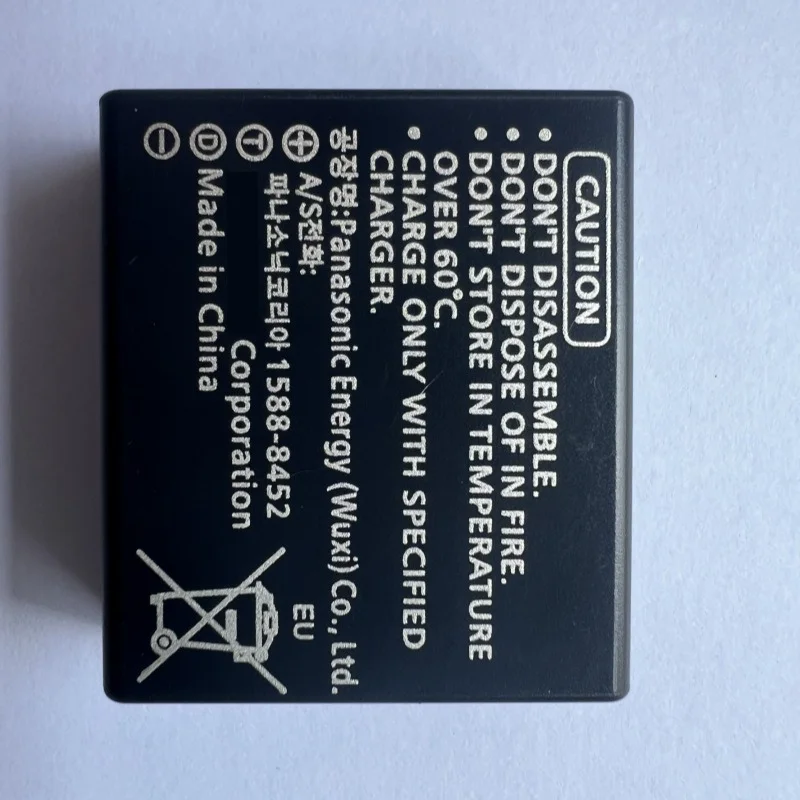 CAUTION
• DON'T DISASSEMBLE.
• DON'T DISPOSE OF IN FIRE.
• DON'T STORE IN TEMPERATURE
OVER 60°C.
• CHARGE ONLY WITH SPECIFIED
CHARGER.
공장명:Panasonic Energy (Wuxi) Co., Ltd.
⊕ A/S전화: EU
파나소닉코리아 1588-8452
Ⓣ Corporation
Ⓓ Made in China
⊖